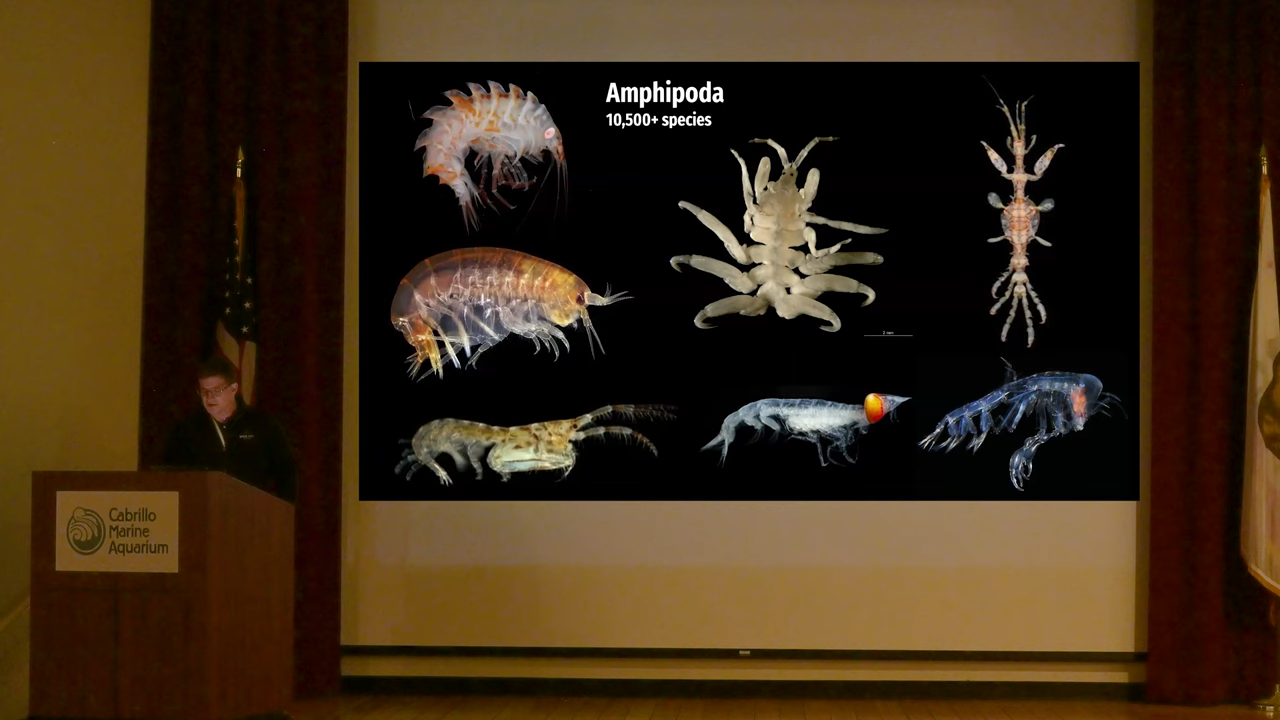 Amphipoda
10,500+ species
Cabrillo
Marine
Aquarium